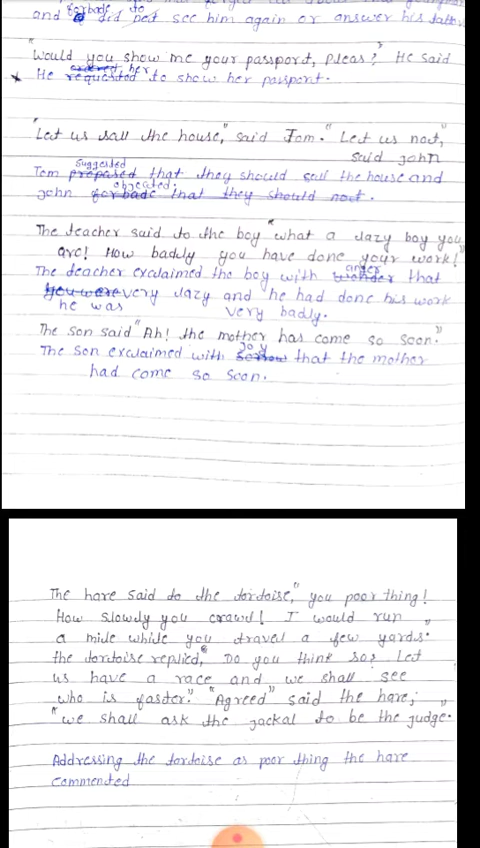 forbade to
and did not see him again or answer his
"Would you show me your passport, pleas?" He said
ordered her
He requested to show her passport.
"Let us sall the house," said Tom. "Let us not,"
said john
suggested
Tom preposed that they should sell the house and
objected;
john forbade that they should not.
The teacher said to the boy "what a lazy boy you
are! How badly you have done your work!"
anger
The teacher exclaimed the boy with wonder that
you were very lazy and he had done his work
he was very badly.
The son said "Ah! the mother has come so soon."
joy
The son exclaimed with sorrow that the mother
had come so soon.
The hare said to the tortoise," you poor thing!
How slowly you crawl! I would run
a mile while you travel a few yards."
the tortoise replied, "Do you think so? Let
us have a race and we shall see
who is faster." "Agreed" said the hare,
"we shall ask the jackal to be the judge."
Addressing the tortoise as poor thing the hare
commented